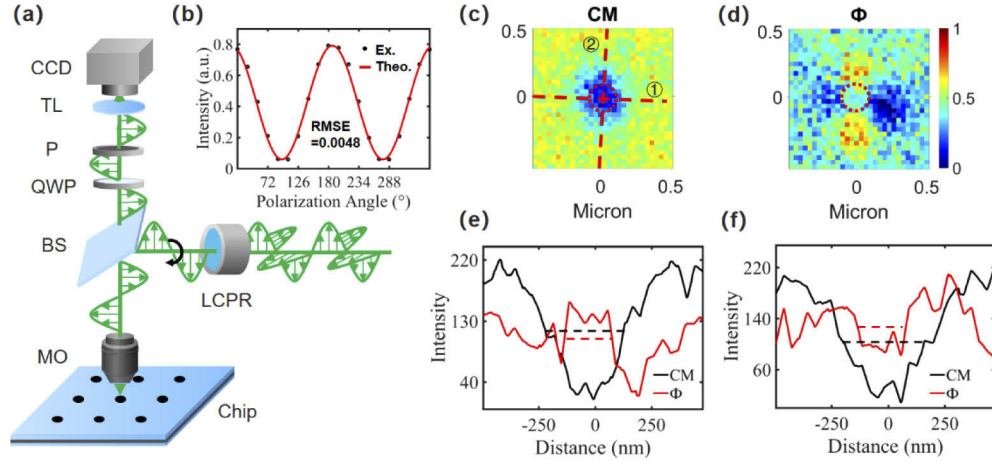 (a)
CCD
TL
P
QWP
BS
LCPR
MO
Chip
(b)
Intensity (a.u.)
0.8
0.6
0.4
0.2
0
72 126 180 234 288
Polarization Angle (°)
Ex.
Theo.
RMSE
=0.0048
(c)
CM
0.5
0
②
①
0 0.5
Micron
(d)
Φ
0.5
0
0 0.5
Micron
1
0.5
0
(e)
Intensity
220
130
40
-250 0 250
Distance (nm)
CM
Φ
(f)
Intensity
220
140
60
-250 0 250
Distance (nm)
CM
Φ